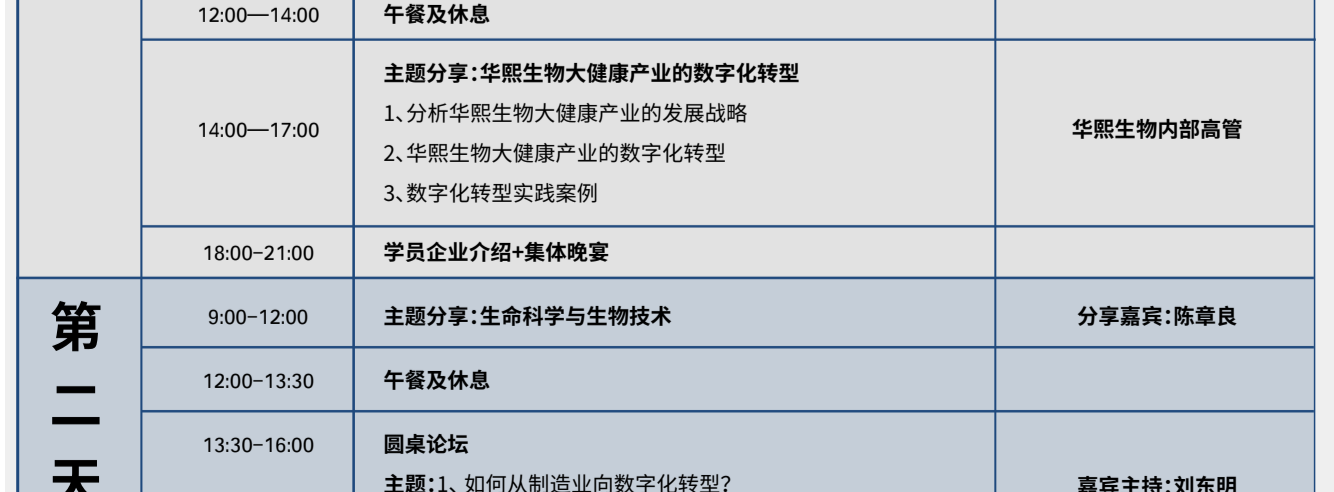 12:00—14:00 午餐及休息
主题分享:华熙生物大健康产业的数字化转型
1、分析华熙生物大健康产业的发展战略
14:00—17:00 华熙生物内部高管
2、华熙生物大健康产业的数字化转型
3、数字化转型实践案例
18:00-21:00 学员企业介绍+集体晚宴
第二天
9:00-12:00 主题分享:生命科学与生物技术 分享嘉宾:陈章良
12:00-13:30 午餐及休息
13:30-16:00 圆桌论坛
主题:1、如何从制造业向数字化转型?
嘉宾主持:刘东明